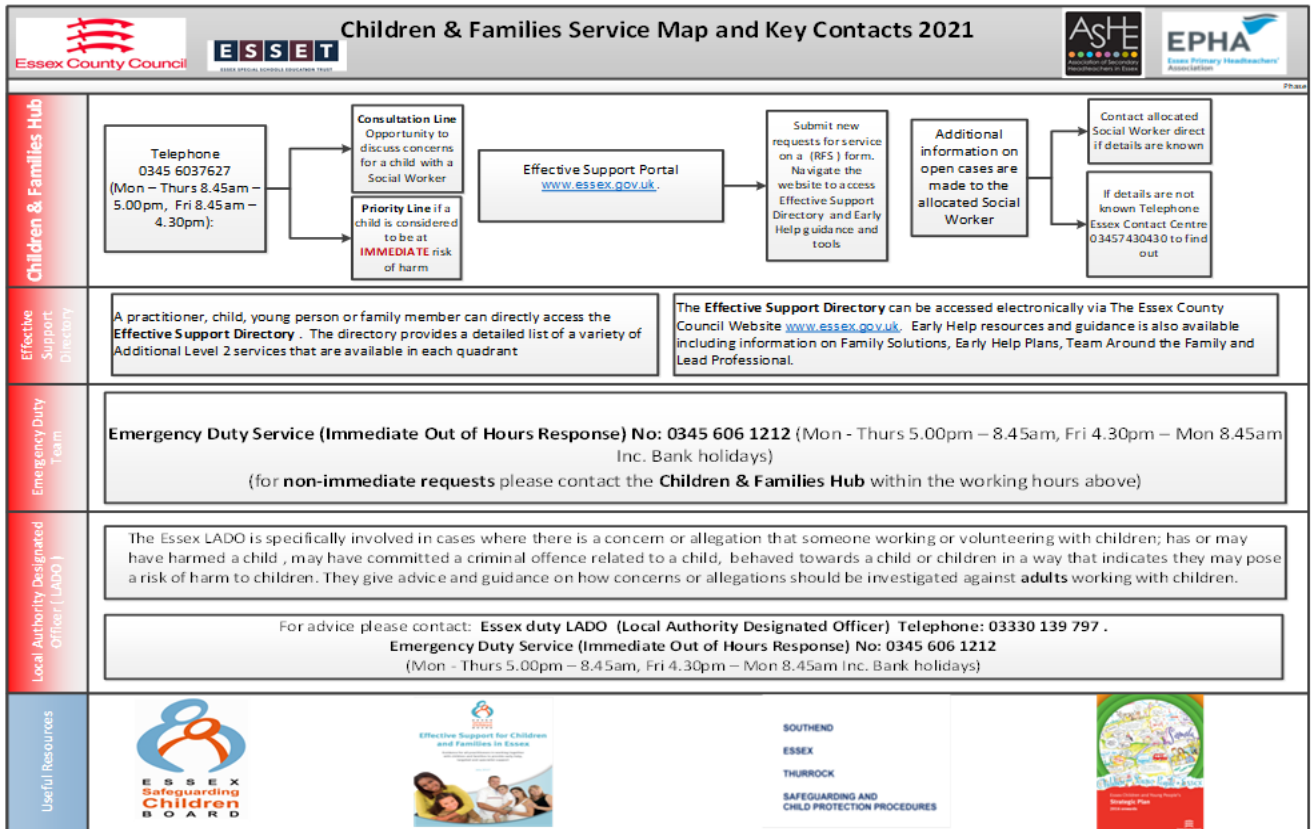 Children & Families Service Map and Key Contacts 2021
Essex County Council
ESSET
ESSEX SPECIAL SCHOOLS EDUCATION TRUST
ASHE
Association of Secondary
Headteachers in Essex
EPHA
Essex Primary Headteachers'
Association
Phase
Children & Families Hub
Telephone
0345 6037627
(Mon – Thurs 8.45am –
5.00pm, Fri 8.45am –
4.30pm):
Consultation Line
Opportunity to
discuss concerns
for a child with a
Social Worker
Priority Line if a
child is considered
to be at
IMMEDIATE risk
of harm
Effective Support Portal
www.essex.gov.uk.
Submit new
requests for service
on a (RFS ) form.
Navigate the
website to access
Effective Support
Directory and Early
Help guidance and
tools
Additional
information on
open cases are
made to the
allocated Social
Worker
Contact allocated
Social Worker direct
if details are known
If details are not
known Telephone
Essex Contact Centre
03457430430 to find
out
Effective
Support
Directory
A practitioner, child, young person or family member can directly access the
Effective Support Directory . The directory provides a detailed list of a variety of
Additional Level 2 services that are available in each quadrant
The Effective Support Directory can be accessed electronically via The Essex County
Council Website www.essex.gov.uk. Early Help resources and guidance is also available
including information on Family Solutions, Early Help Plans, Team Around the Family and
Lead Professional.
Emergency Duty
Team
Emergency Duty Service (Immediate Out of Hours Response) No: 0345 606 1212 (Mon - Thurs 5.00pm – 8.45am, Fri 4.30pm – Mon 8.45am
Inc. Bank holidays)
(for non-immediate requests please contact the Children & Families Hub within the working hours above)
Local Authority Designated
Officer ( LADO )
The Essex LADO is specifically involved in cases where there is a concern or allegation that someone working or volunteering with children; has or may
have harmed a child , may have committed a criminal offence related to a child, behaved towards a child or children in a way that indicates they may pose
a risk of harm to children. They give advice and guidance on how concerns or allegations should be investigated against adults working with children.
For advice please contact: Essex duty LADO (Local Authority Designated Officer) Telephone: 03330 139 797 .
Emergency Duty Service (Immediate Out of Hours Response) No: 0345 606 1212
(Mon - Thurs 5.00pm – 8.45am, Fri 4.30pm – Mon 8.45am Inc. Bank holidays)
Useful Resources
ESSEX
Safeguarding
Children
BOARD
Effective Support for Children
and Families in Essex
SOUTHEND
ESSEX
THURROCK
SAFEGUARDING AND
CHILD PROTECTION PROCEDURES
Essex Children and Young People's
Strategic Plan